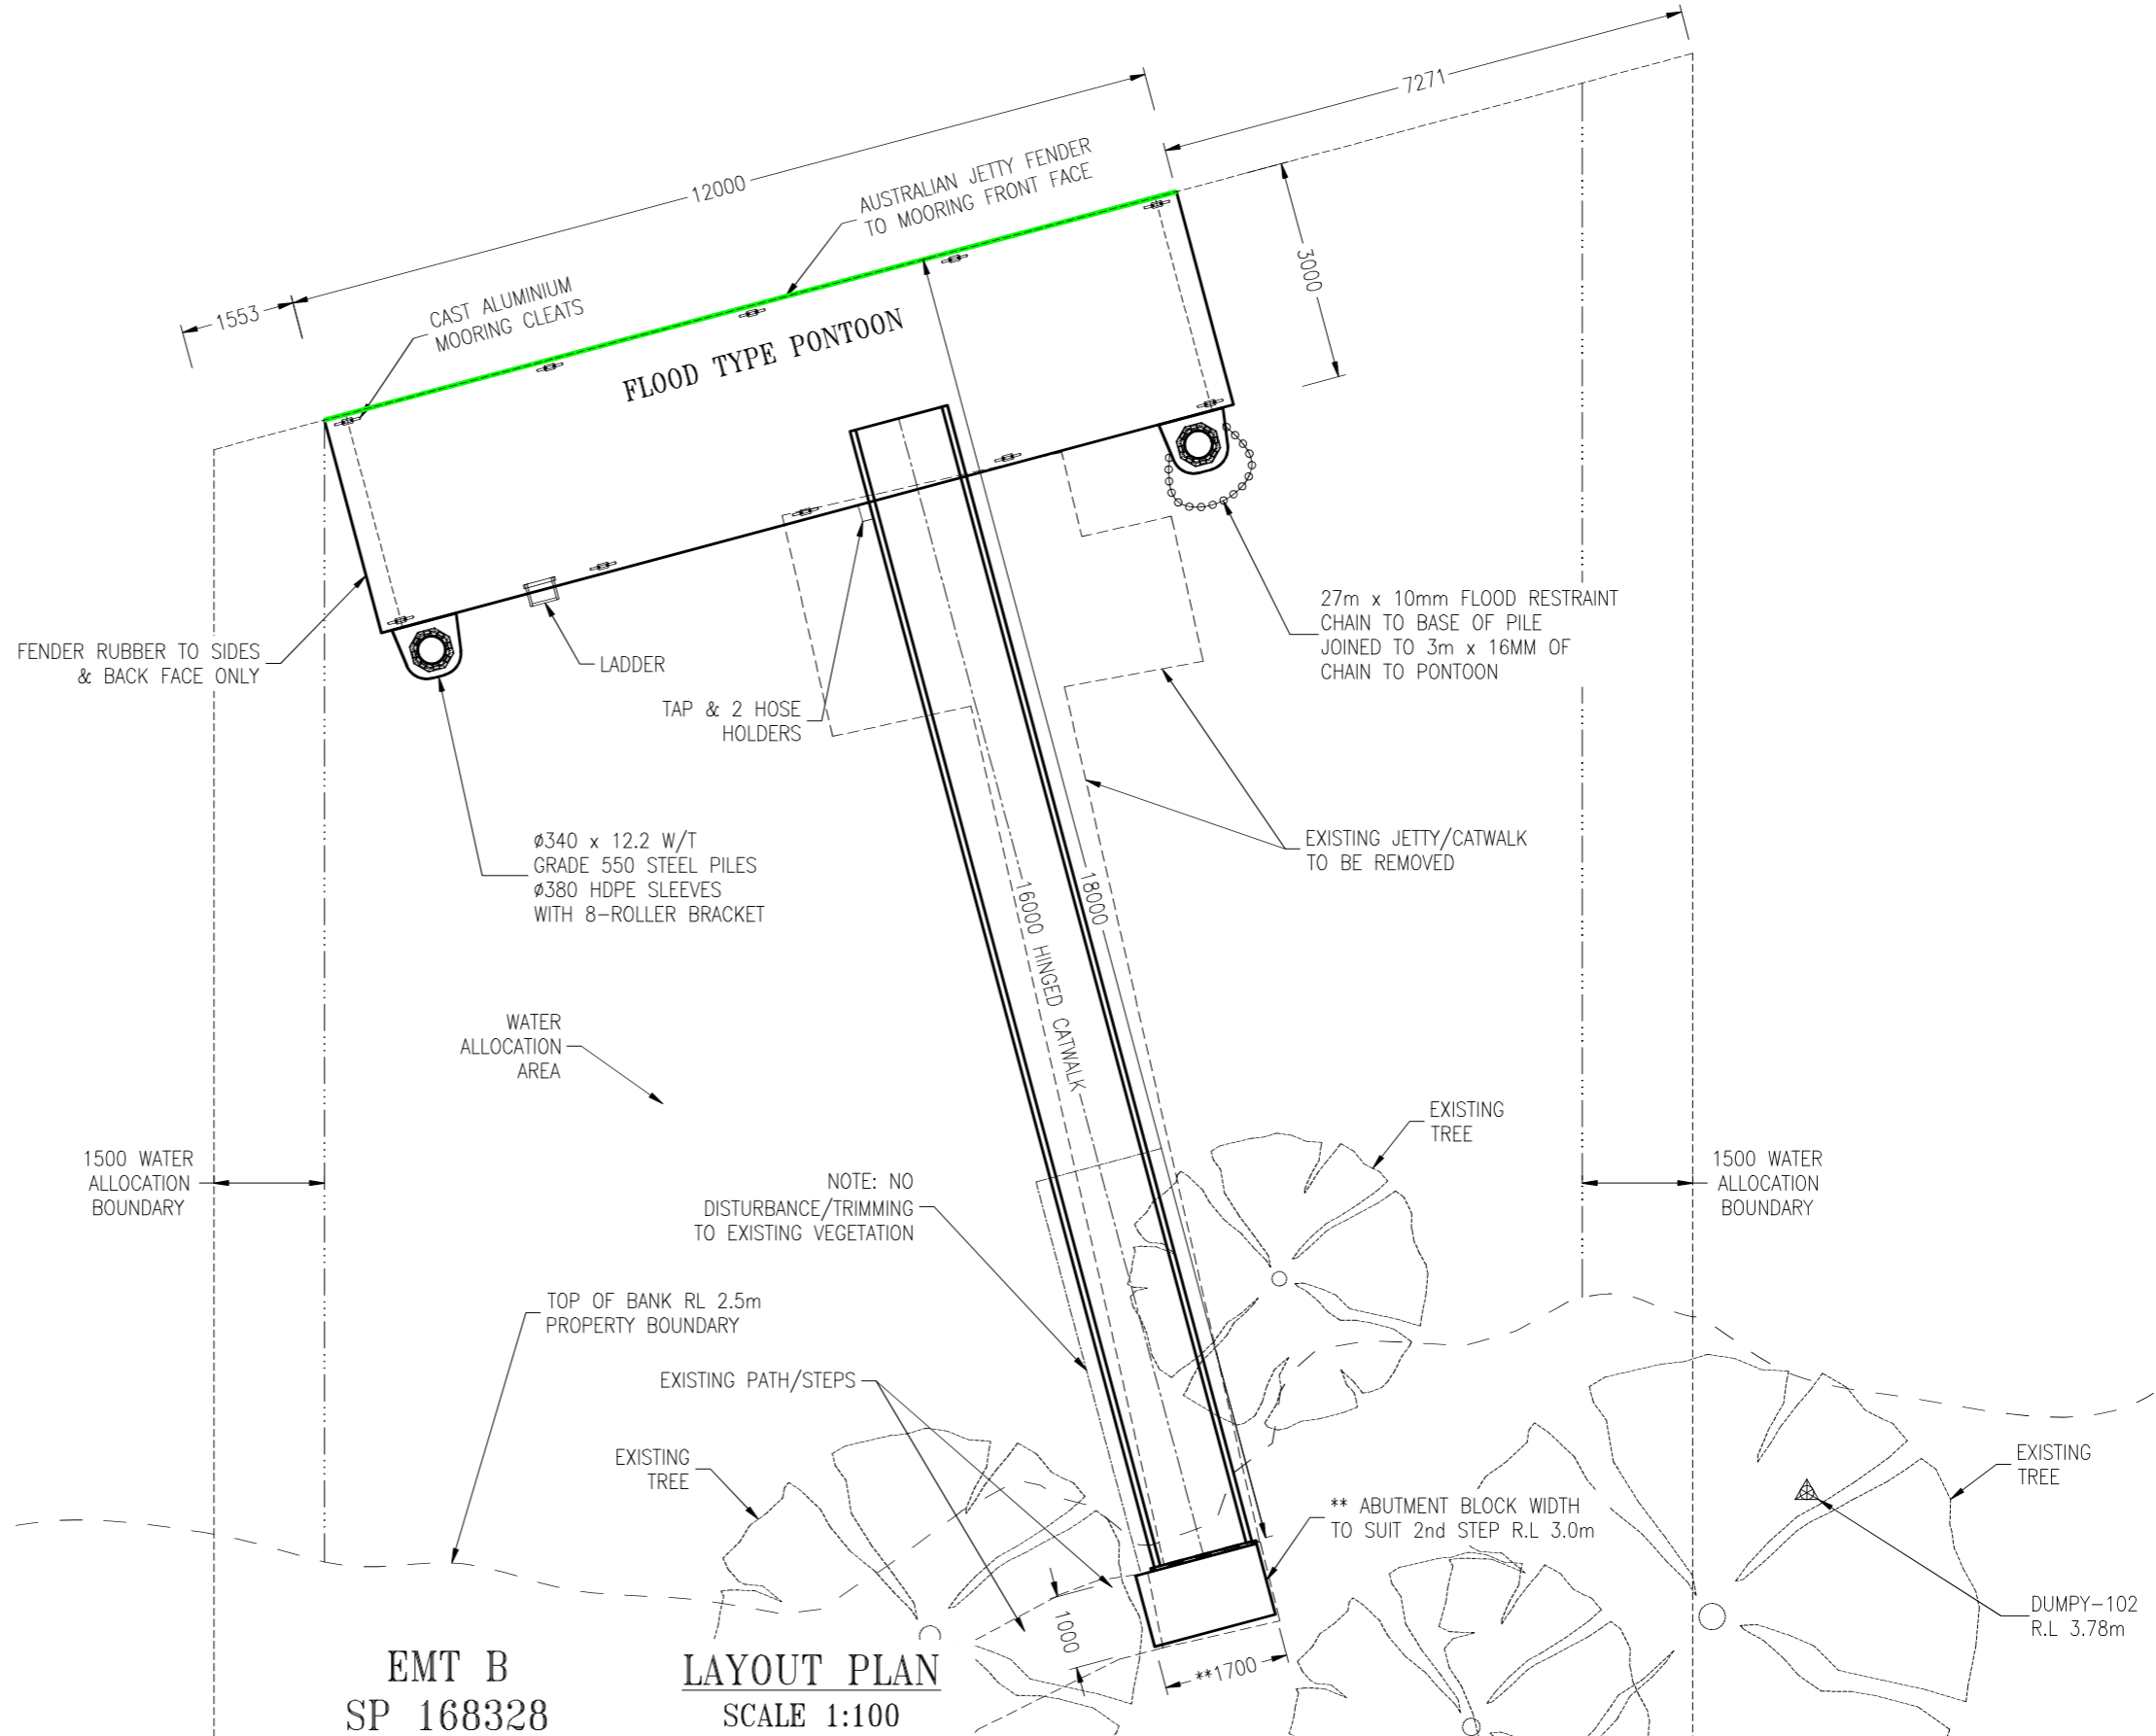 7271
12000
AUSTRALIAN JETTY FENDER
TO MOORING FRONT FACE
3000
1553
CAST ALUMINIUM
MOORING CLEATS
FLOOD TYPE PONTOON
27m x 10mm FLOOD RESTRAINT
CHAIN TO BASE OF PILE
JOINED TO 3m x 16MM OF
CHAIN TO PONTOON
FENDER RUBBER TO SIDES
& BACK FACE ONLY
LADDER
TAP & 2 HOSE
HOLDERS
ø340 x 12.2 W/T
GRADE 550 STEEL PILES
ø380 HDPE SLEEVES
WITH 8-ROLLER BRACKET
EXISTING JETTY/CATWALK
TO BE REMOVED
18000
16000 HINGED CATWALK
WATER
ALLOCATION
AREA
EXISTING
TREE
1500 WATER
ALLOCATION
BOUNDARY
NOTE: NO
DISTURBANCE/TRIMMING
TO EXISTING VEGETATION
1500 WATER
ALLOCATION
BOUNDARY
TOP OF BANK RL 2.5m
PROPERTY BOUNDARY
EXISTING PATH/STEPS
EXISTING
TREE
EXISTING
TREE
** ABUTMENT BLOCK WIDTH
TO SUIT 2nd STEP R.L 3.0m
1000
**1700
DUMPY-102
R.L 3.78m
EMT B
SP 168328
LAYOUT PLAN
SCALE 1:100